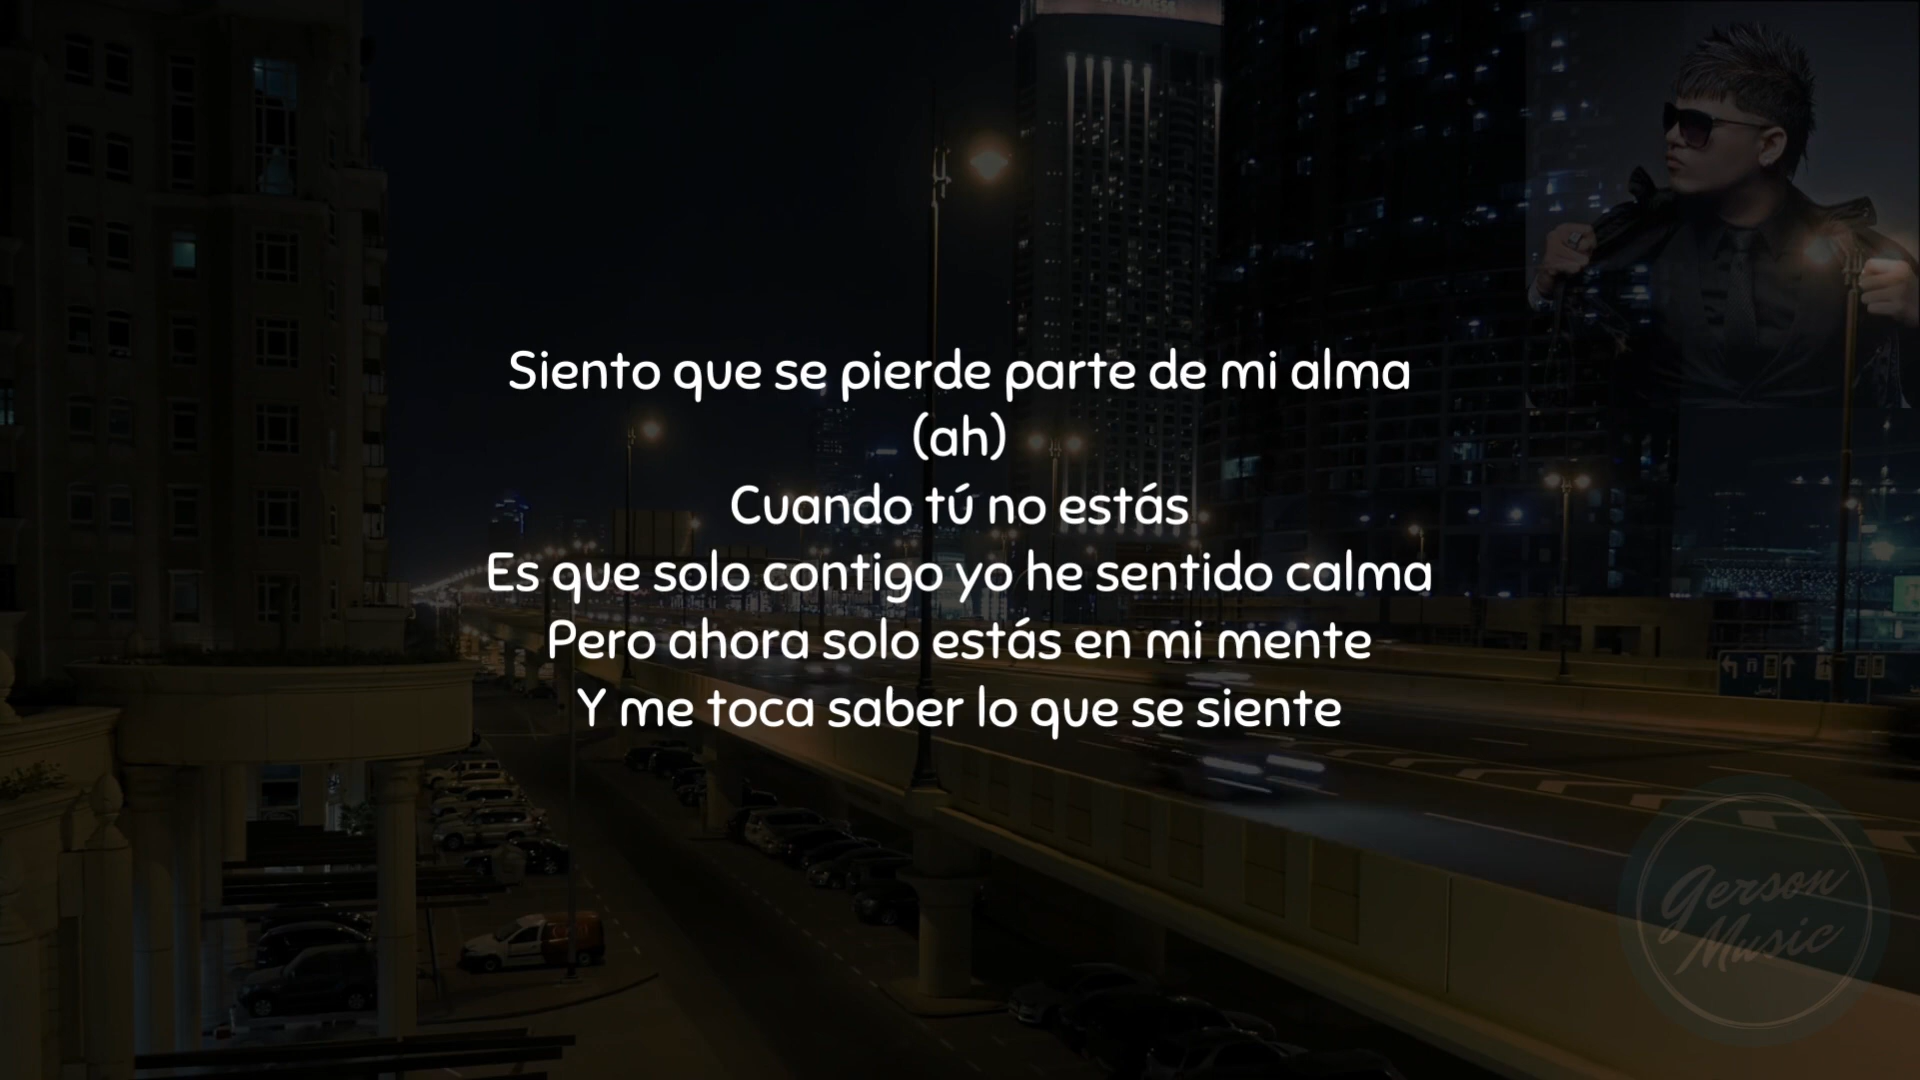 Siento que se pierde parte de mi alma
(ah)
Cuando tú no estás
Es que solo contigo yo he sentido calma
Pero ahora solo estás en mi mente
Y me toca saber lo que se siente
Gerson
Music